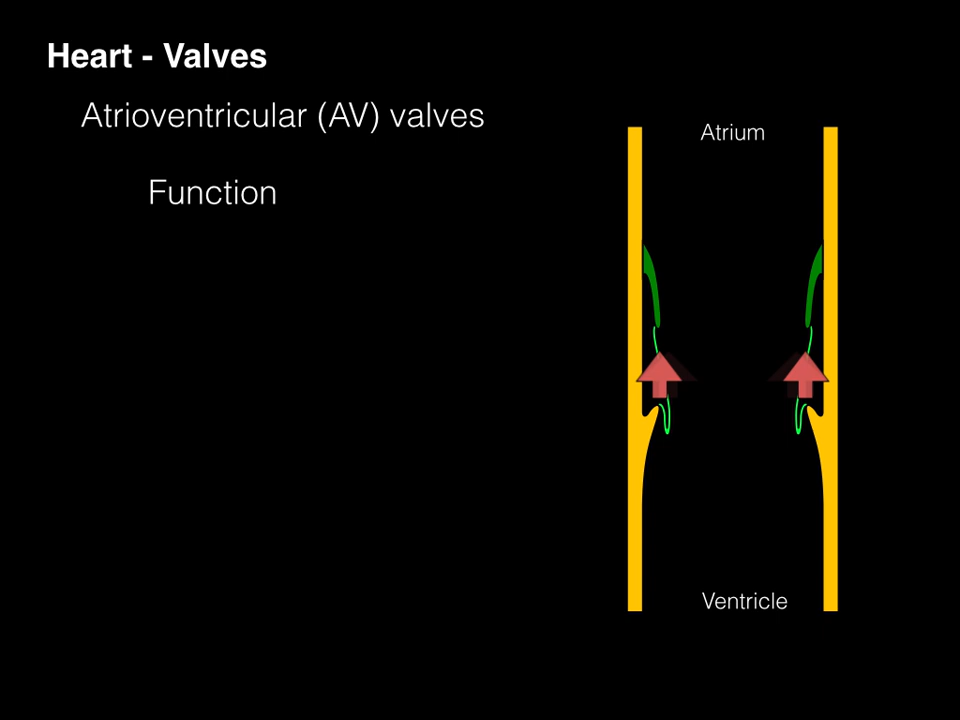 Heart - Valves
Atrioventricular (AV) valves
Atrium
Function
Ventricle